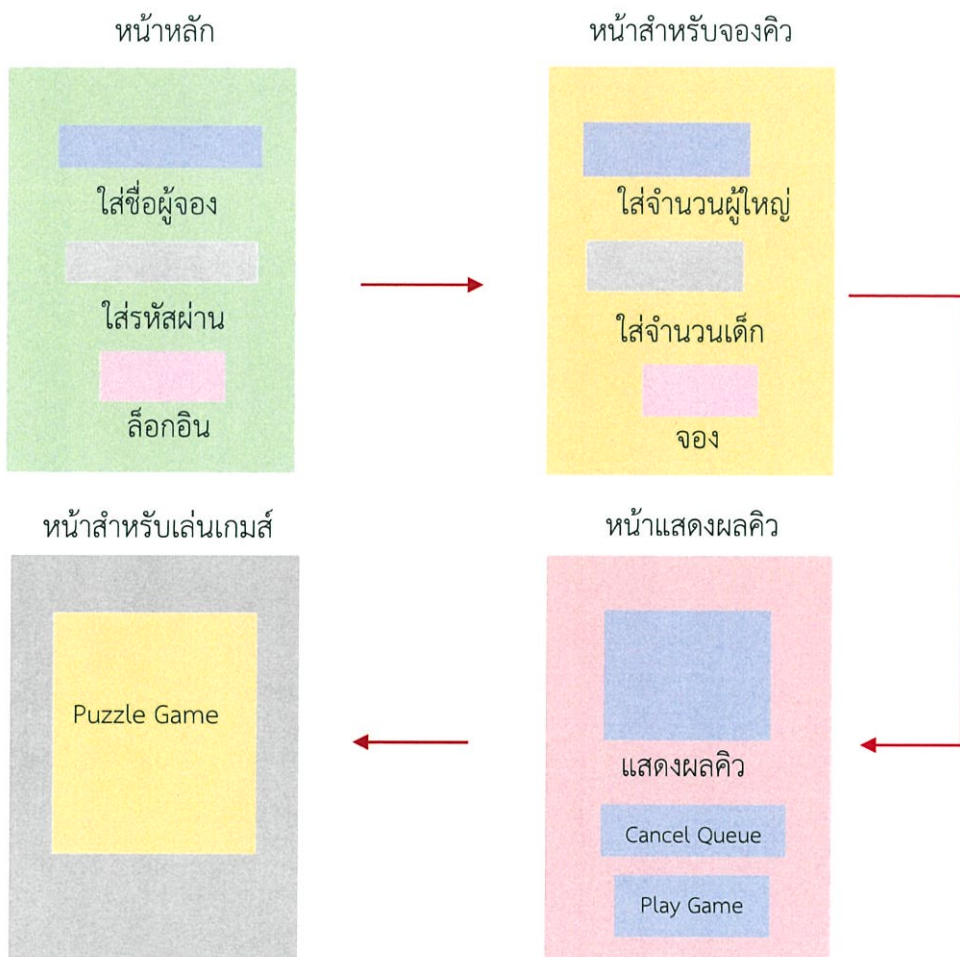 หน้าหลัก
ใส่ชื่อผู้จอง
ใส่รหัสผ่าน
ล็อกอิน
หน้าสำหรับจองคิว
ใส่จำนวนผู้ใหญ่
ใส่จำนวนเด็ก
จอง
หน้าสำหรับเล่นเกมส์
Puzzle Game
หน้าแสดงผลคิว
แสดงผลคิว
Cancel Queue
Play Game